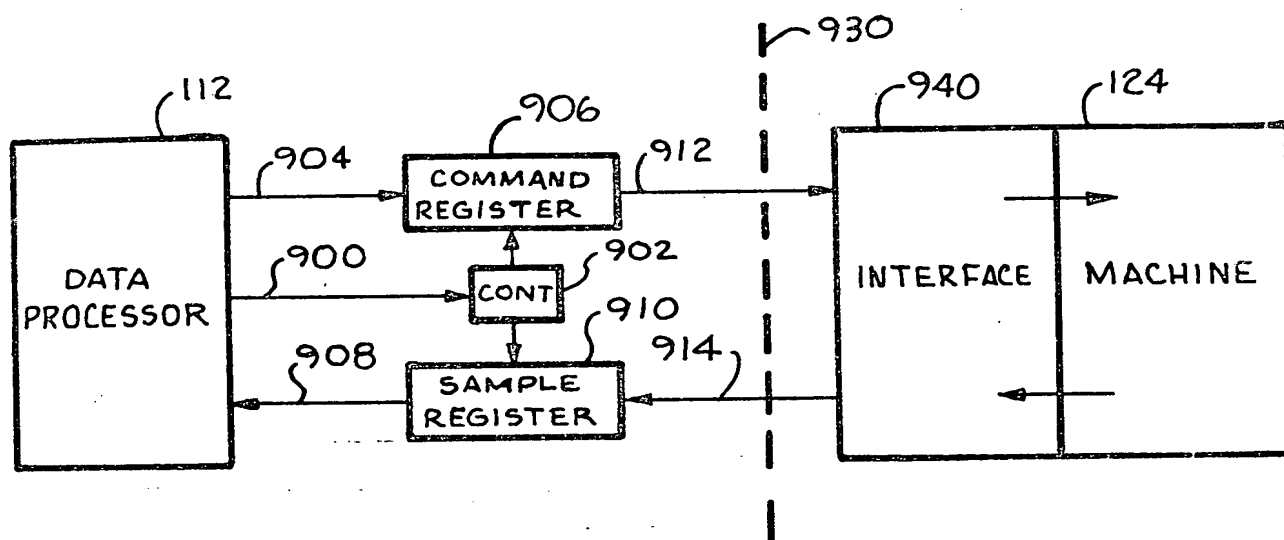 930
112
940
124
906
904
912
COMMAND
REGISTER
900
902
DATA
PROCESSOR
CONT
INTERFACE
MACHINE
910
908
914
SAMPLE
REGISTER